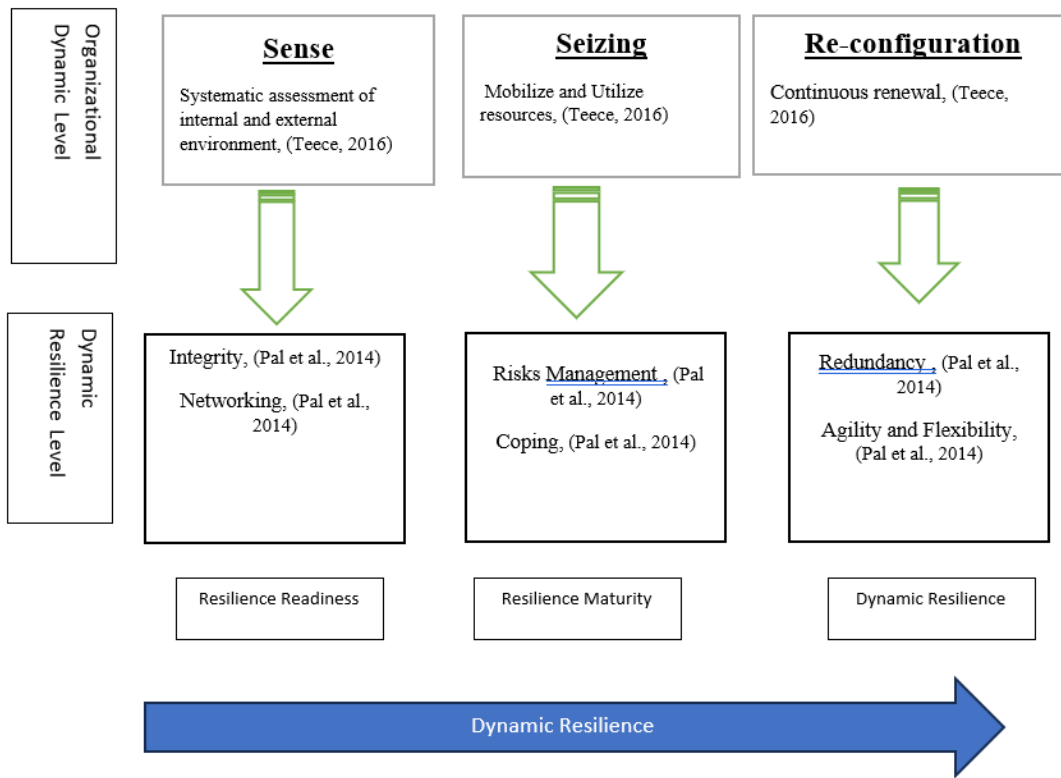 Organizational
Dynamic Level
Sense
Systematic assessment of
internal and external
environment, (Teece, 2016)
Seizing
Mobilize and Utilize
resources, (Teece, 2016)
Re-configuration
Continuous renewal, (Teece,
2016)
Dynamic
Resilience Level
Integrity, (Pal et al., 2014)
Networking, (Pal et al.,
2014)
Risks Management , (Pal
et al., 2014)
Coping, (Pal et al., 2014)
Redundancy , (Pal et al.,
2014)
Agility and Flexibility,
(Pal et al., 2014)
Resilience Readiness
Resilience Maturity
Dynamic Resilience
Dynamic Resilience